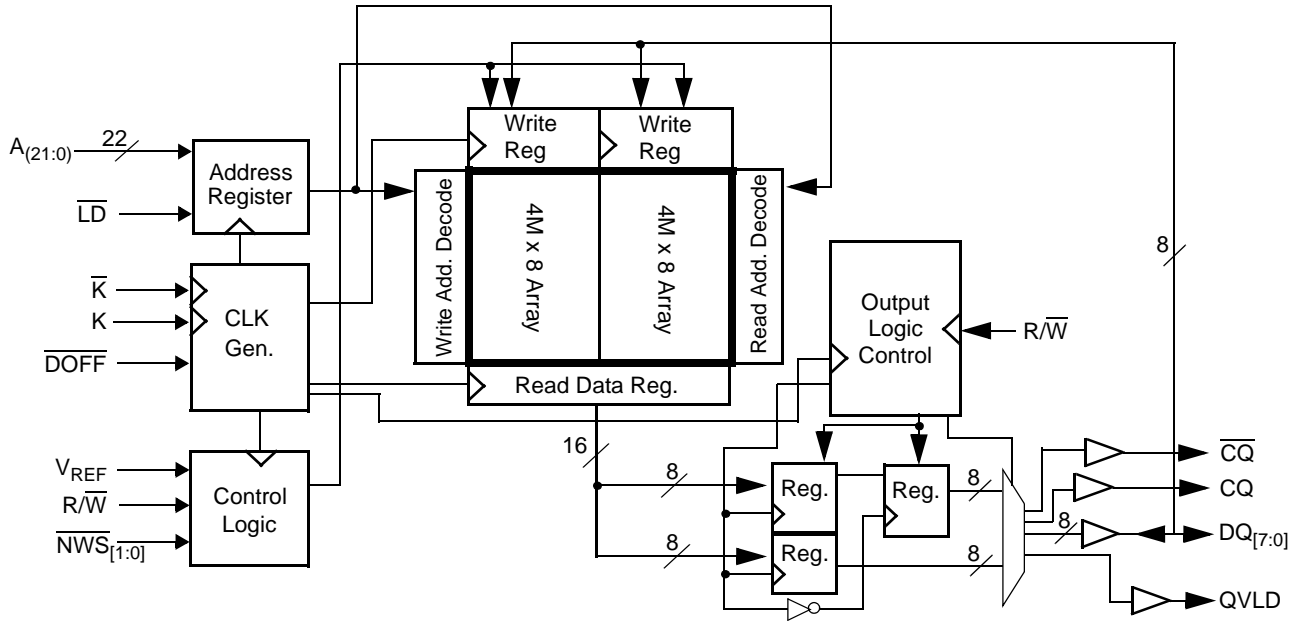 A(21:0)
22
LD
Address
Register
K
K
DOFF
CLK
Gen.
VREF
R/W
NWS[1:0]
Control
Logic
Write
Reg
Write
Reg
Write Add. Decode
4M x 8 Array
4M x 8 Array
Read Add. Decode
Read Data Reg.
16
8
8
Output
Logic
Control
R/W
8
Reg.
Reg.
Reg.
8
8
8
CQ
CQ
DQ[7:0]
QVLD